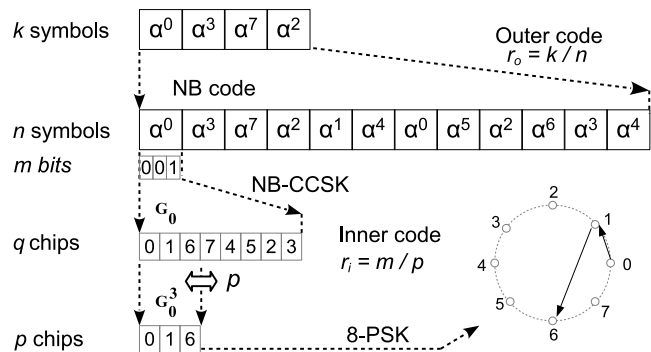 k symbols
α⁰ α³ α⁷ α²
Outer code
rₒ = k / n
NB code
n symbols
α⁰ α³ α⁷ α² α¹ α⁴ α⁰ α⁵ α² α⁶ α³ α⁴
m bits
0 0 1
NB-CCSK
G₀
q chips
0 1 6 7 4 5 2 3
Inner code
rᵢ = m / p
p
G₀³
p chips
0 1 6
8-PSK
2
3
1
4
0
5
7
6